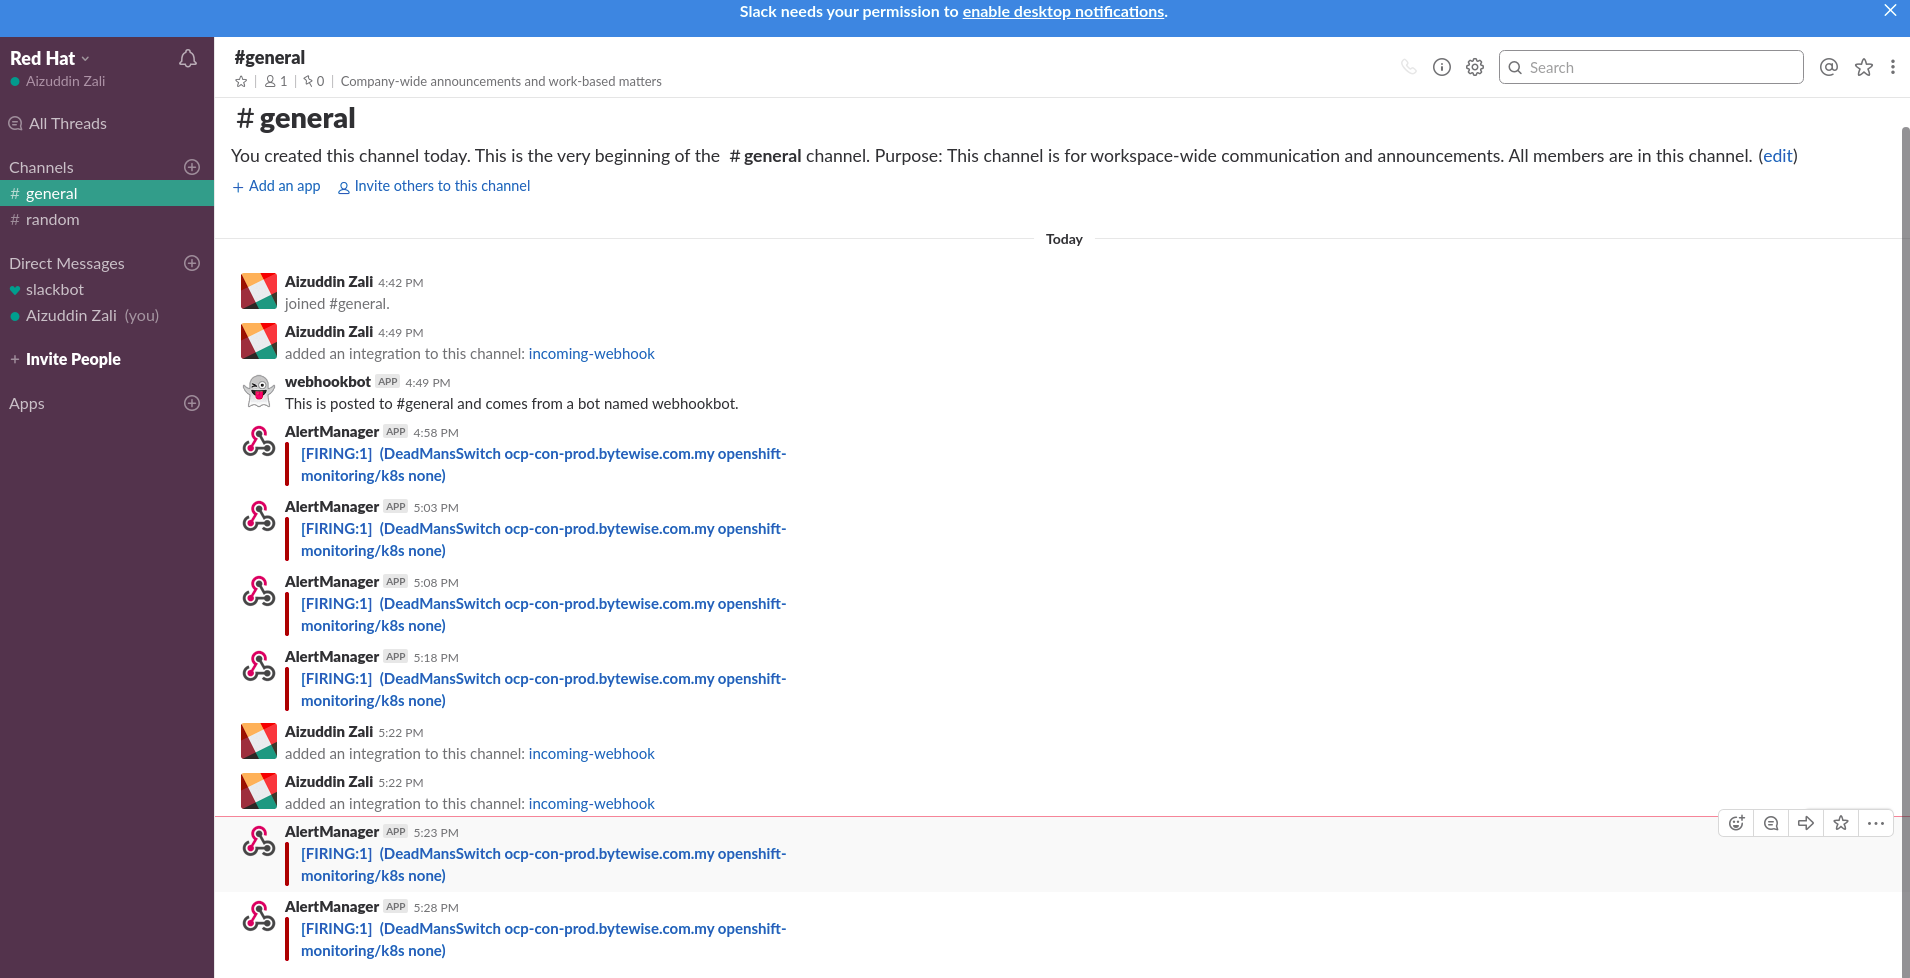 Slack needs your permission to enable desktop notifications.
Red Hat
Aizuddin Zali
All Threads
Channels
# general
# random
Direct Messages
slackbot
Aizuddin Zali (you)
+ Invite People
Apps
#general
1 | 0 | Company-wide announcements and work-based matters
Search
# general
You created this channel today. This is the very beginning of the # general channel. Purpose: This channel is for workspace-wide communication and announcements. All members are in this channel. (edit)
+ Add an app Invite others to this channel
Today
Aizuddin Zali 4:42 PM
joined #general.
Aizuddin Zali 4:49 PM
added an integration to this channel: incoming-webhook
webhookbot APP 4:49 PM
This is posted to #general and comes from a bot named webhookbot.
AlertManager APP 4:58 PM
[FIRING:1] (DeadMansSwitch ocp-con-prod.bytewise.com.my openshift-
monitoring/k8s none)
AlertManager APP 5:03 PM
[FIRING:1] (DeadMansSwitch ocp-con-prod.bytewise.com.my openshift-
monitoring/k8s none)
AlertManager APP 5:08 PM
[FIRING:1] (DeadMansSwitch ocp-con-prod.bytewise.com.my openshift-
monitoring/k8s none)
AlertManager APP 5:18 PM
[FIRING:1] (DeadMansSwitch ocp-con-prod.bytewise.com.my openshift-
monitoring/k8s none)
Aizuddin Zali 5:22 PM
added an integration to this channel: incoming-webhook
Aizuddin Zali 5:22 PM
added an integration to this channel: incoming-webhook
AlertManager APP 5:23 PM
[FIRING:1] (DeadMansSwitch ocp-con-prod.bytewise.com.my openshift-
monitoring/k8s none)
AlertManager APP 5:28 PM
[FIRING:1] (DeadMansSwitch ocp-con-prod.bytewise.com.my openshift-
monitoring/k8s none)